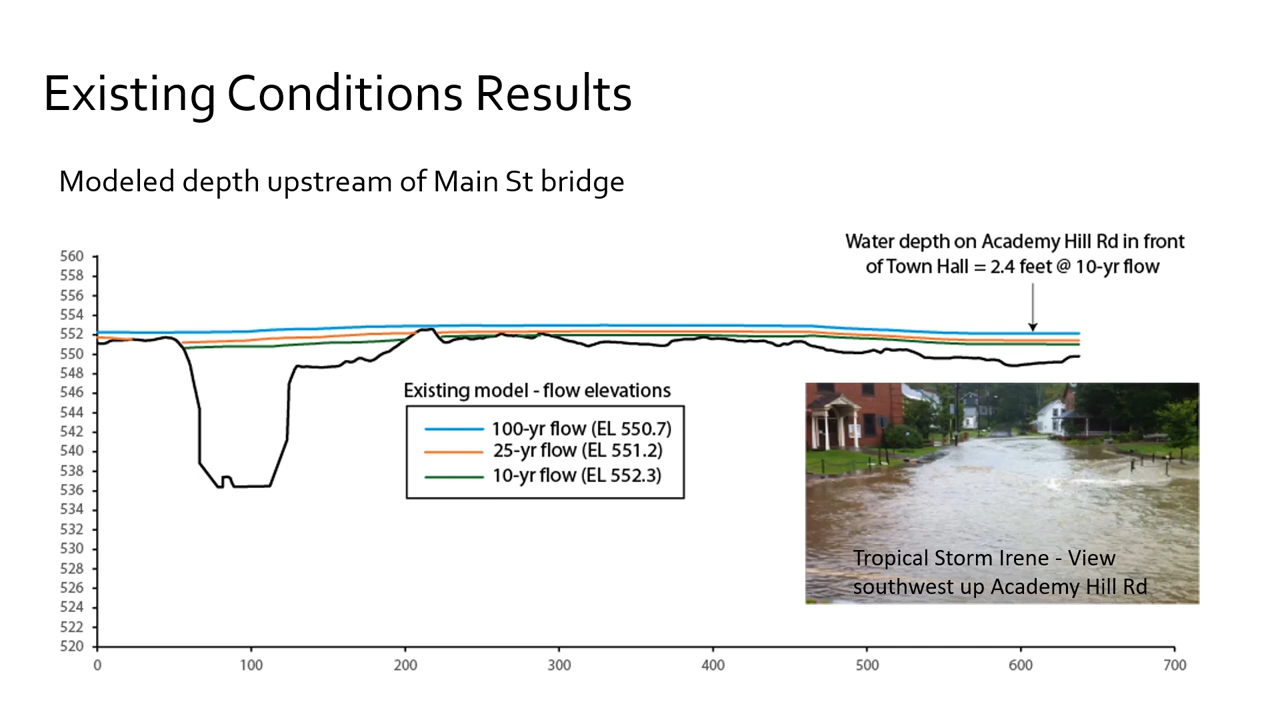 Existing Conditions Results
Modeled depth upstream of Main St bridge
Water depth on Academy Hill Rd in front
of Town Hall = 2.4 feet @ 10-yr flow
560
558
556
554
552
550
548
546
544
542
540
538
536
534
532
530
528
526
524
522
520
Existing model - flow elevations
100-yr flow (EL 550.7)
25-yr flow (EL 551.2)
10-yr flow (EL 552.3)
Tropical Storm Irene - View
southwest up Academy Hill Rd
0 100 200 300 400 500 600 700